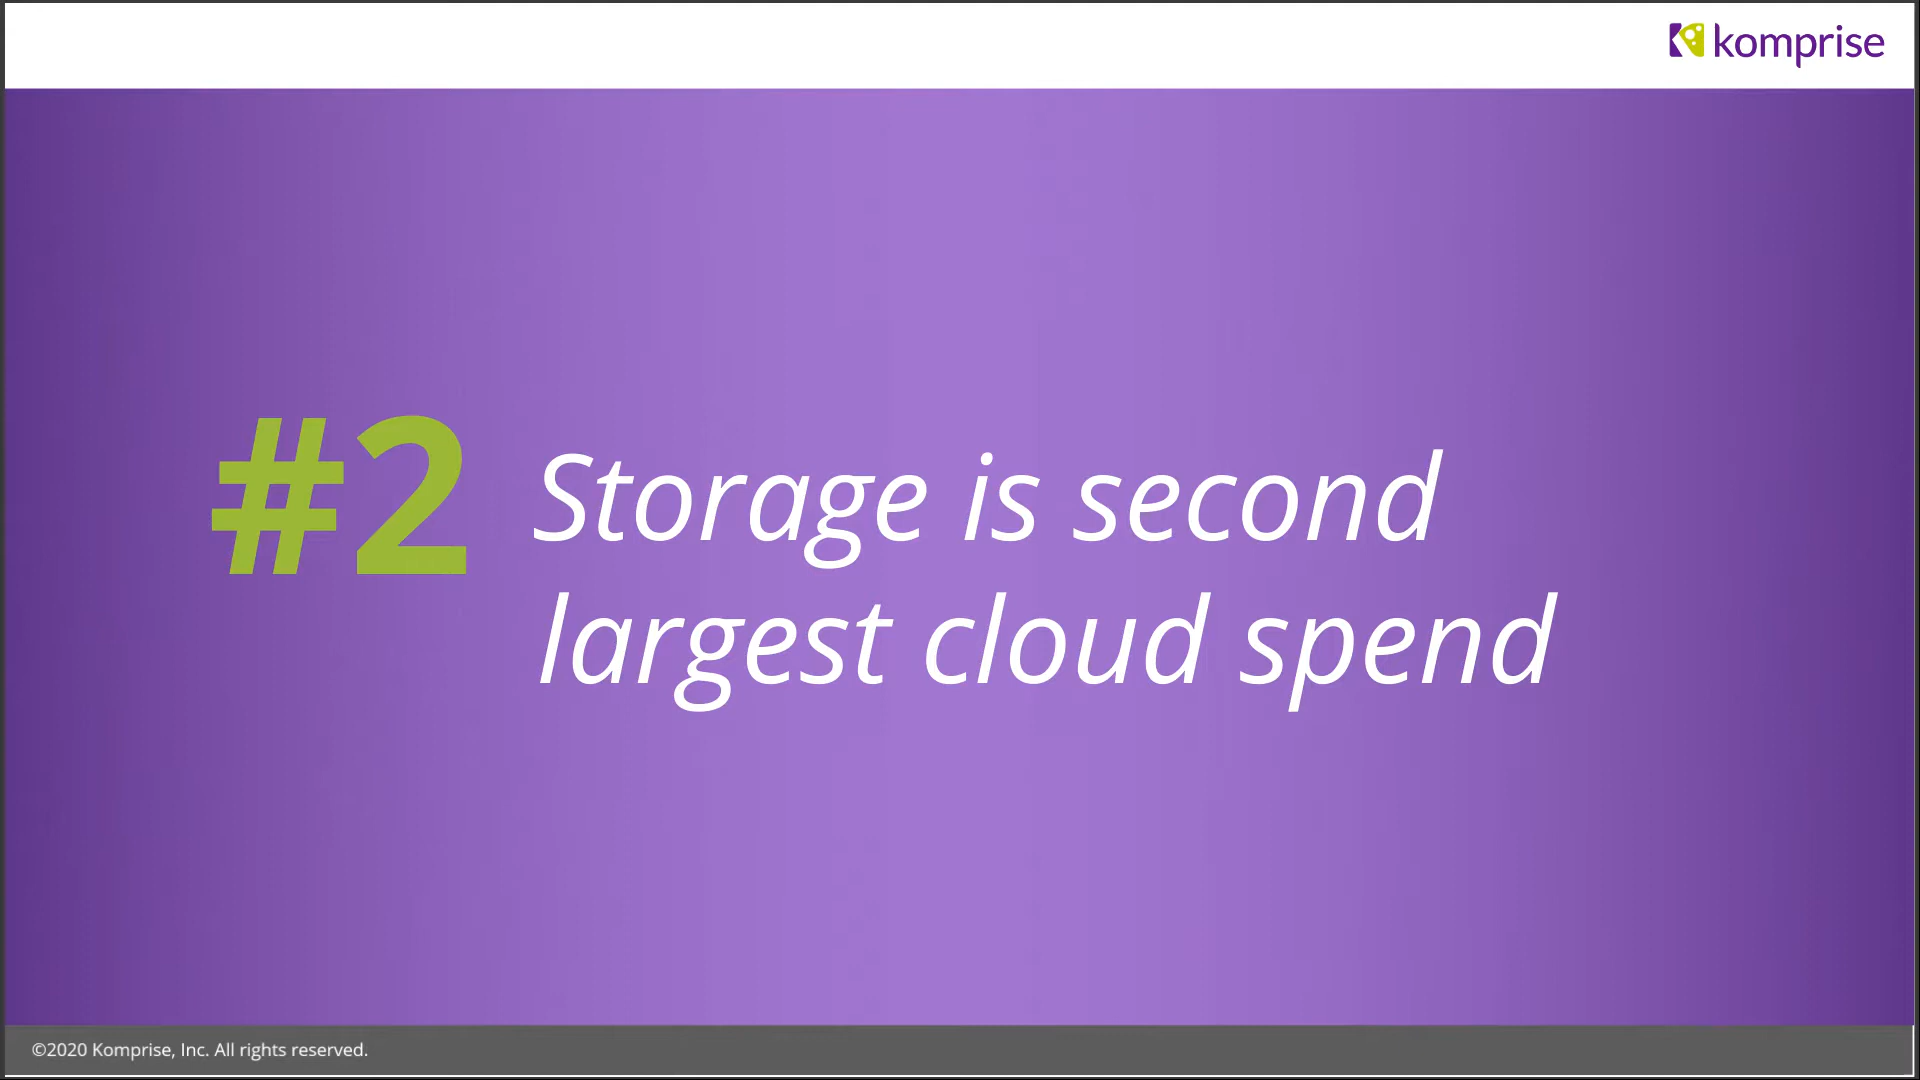 komprise
#2 Storage is second
largest cloud spend
©2020 Komprise, Inc. All rights reserved.